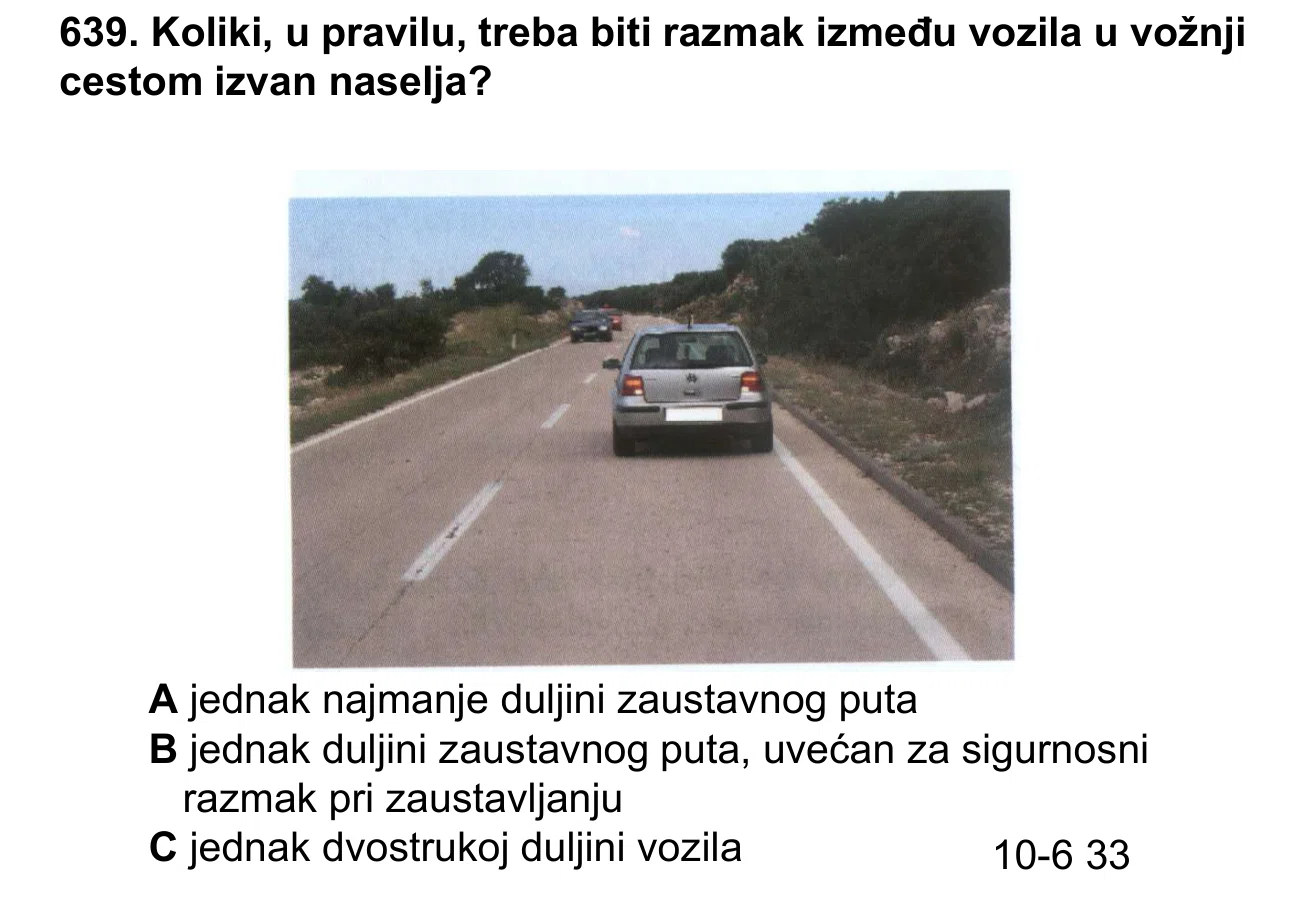 639. Koliki, u pravilu, treba biti razmak između vozila u vožnji
cestom izvan naselja?
A jednak najmanje duljini zaustavnog puta
B jednak duljini zaustavnog puta, uvećan za sigurnosni
razmak pri zaustavljanju
C jednak dvostrukoj duljini vozila
10-6 33